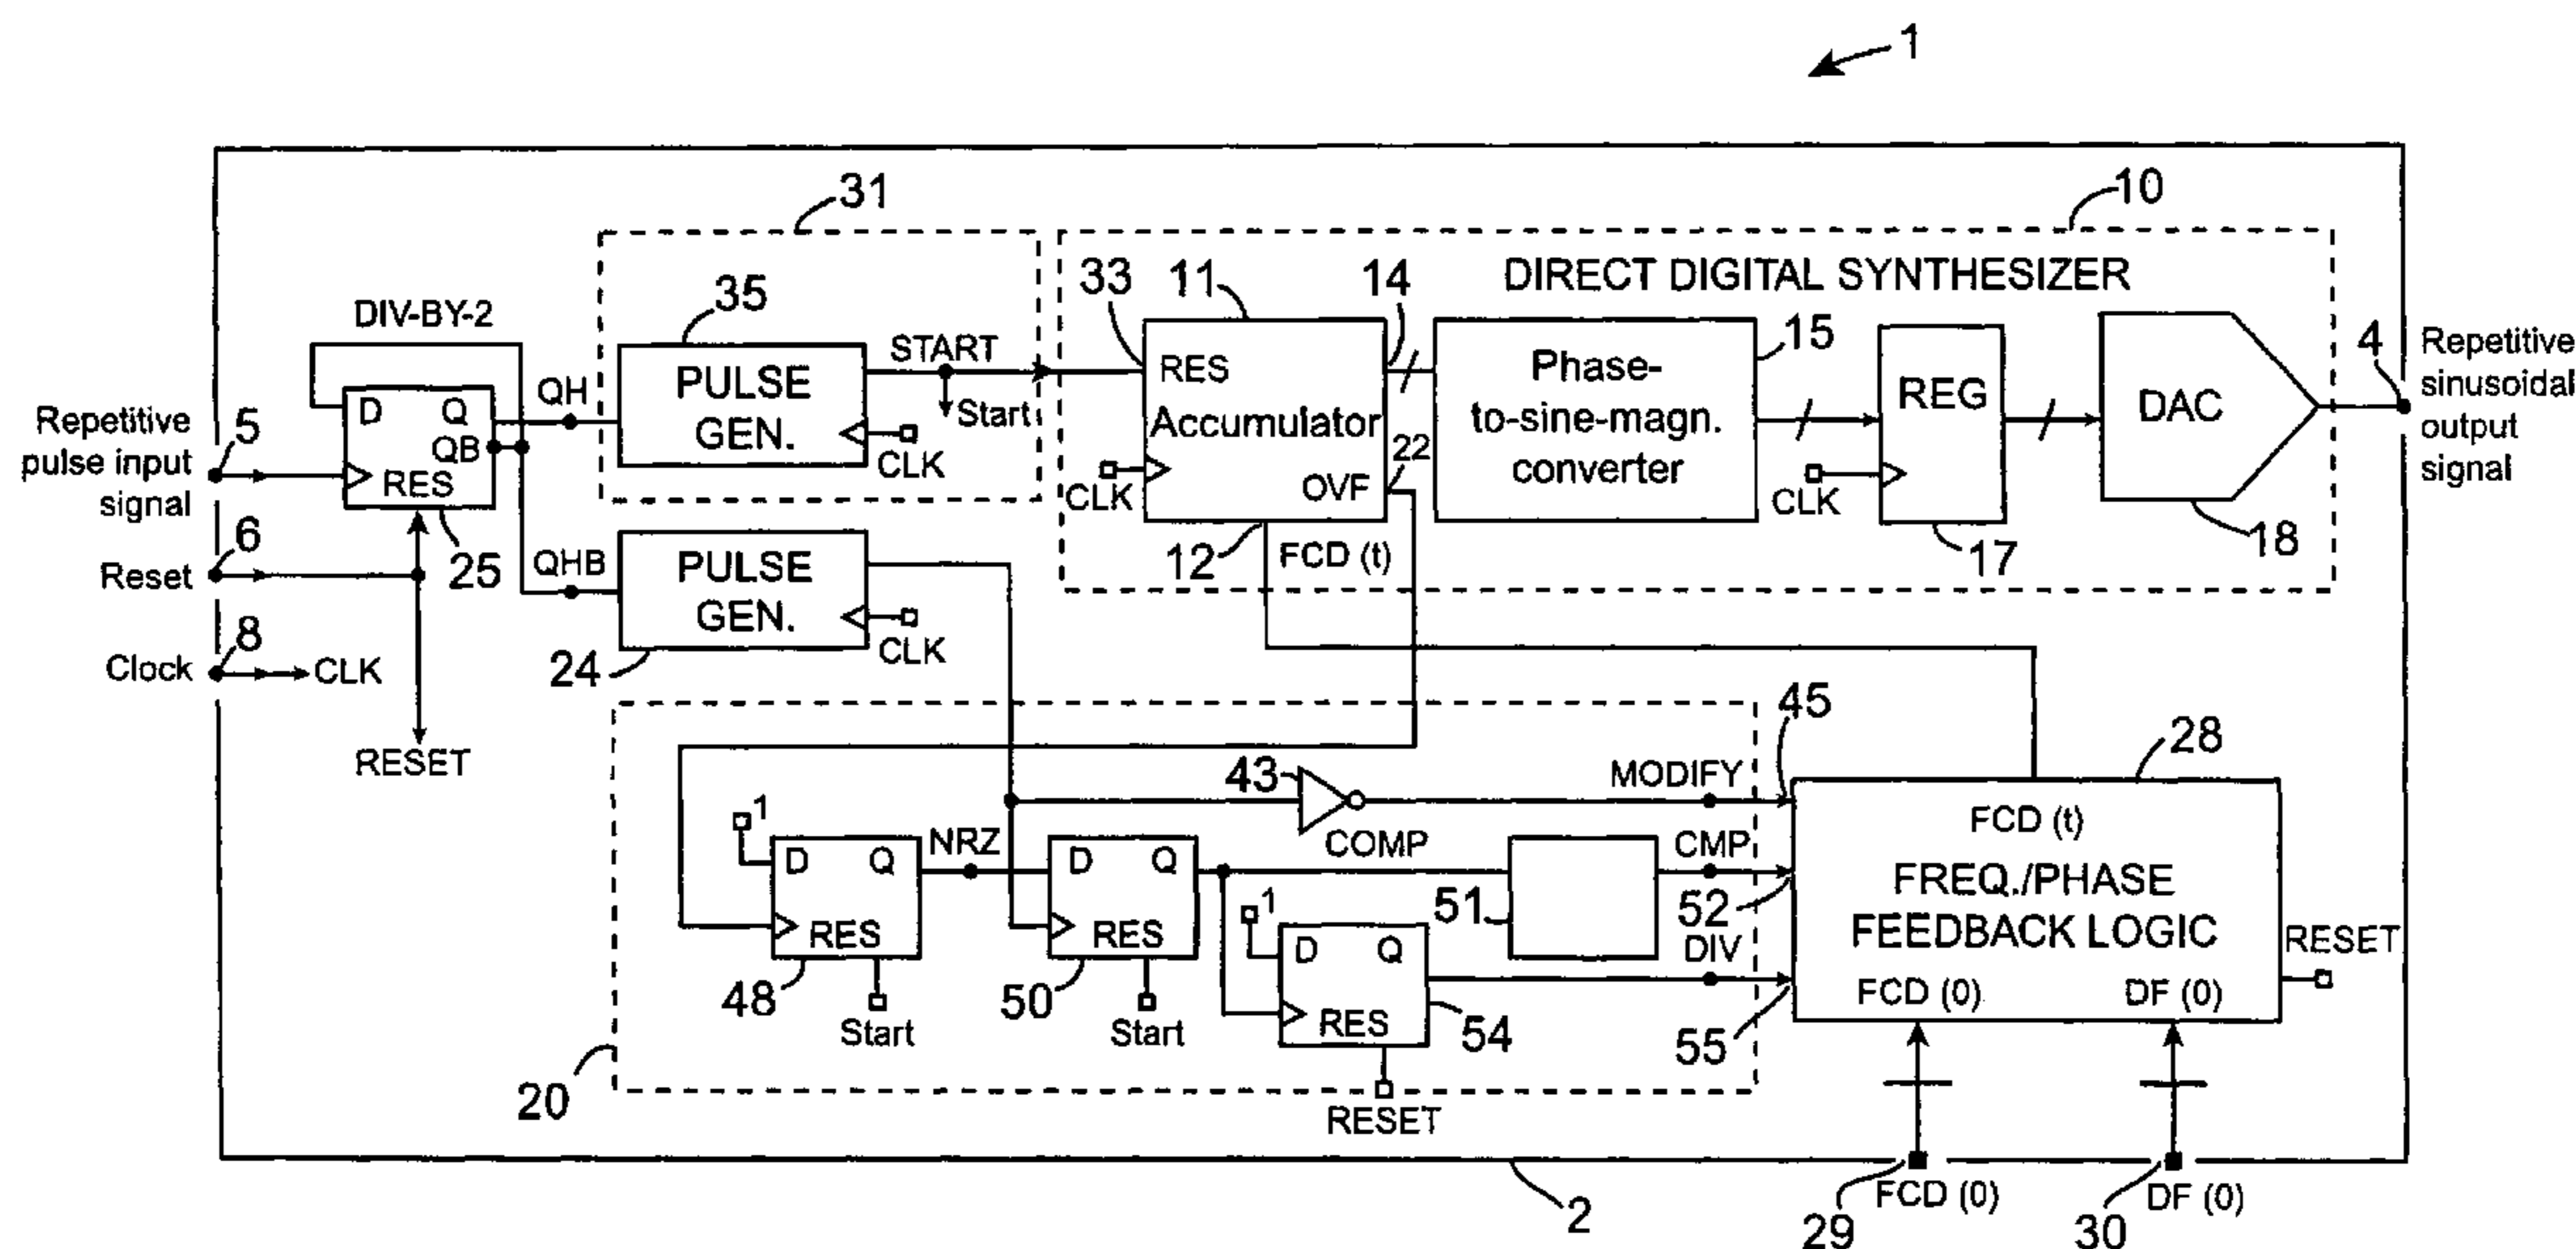 1
31
10
33
11
14
DIRECT DIGITAL SYNTHESIZER
35
DIV-BY-2
START
15
4
Repetitive
sinusoidal
output
signal
PULSE
GEN.
RES
Accumulator
OVF
22
Phase-
to-sine-magn.
converter
REG
DAC
QH
Start
D
Q
QB
RES
Repetitive
pulse input
signal
5
CLK
CLK
CLK
6
Reset
25
QHB
PULSE
GEN.
12
FCD (t)
17
18
8
Clock
CLK
24
CLK
45
28
RESET
43
MODIFY
1
FCD (t)
NRZ
COMP
CMP
D
Q
RES
D
Q
RES
1
51
52
FREQ./PHASE
FEEDBACK LOGIC
RESET
D
Q
RES
DIV
48
Start
50
Start
54
55
FCD (0)
DF (0)
20
RESET
2
29
FCD (0)
30
DF (0)